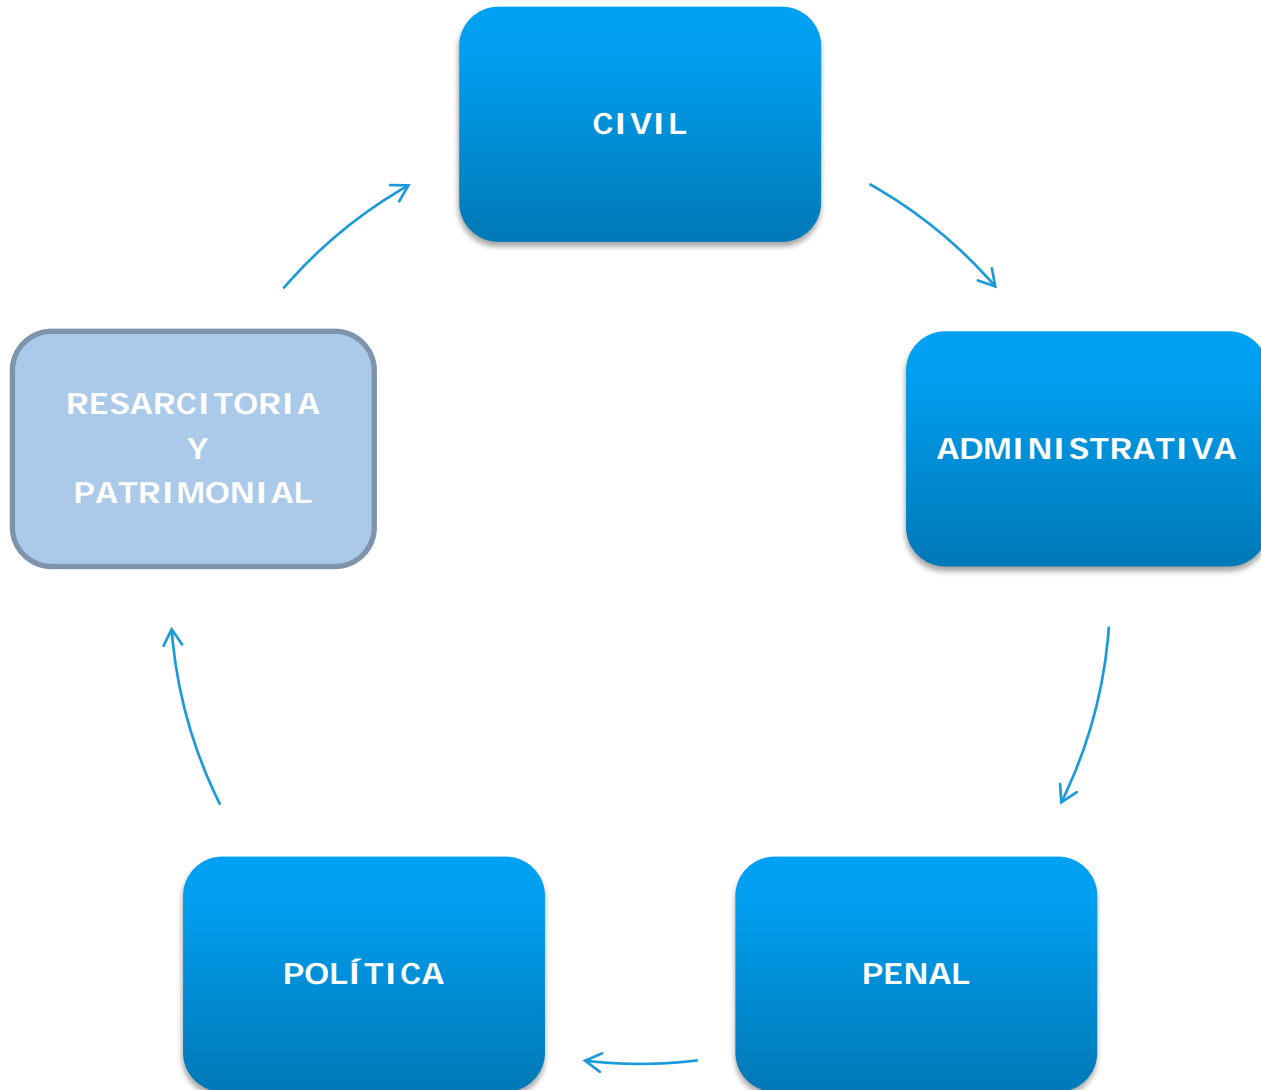 CIVIL
RESARCITORIA
Y
PATRIMONIAL
ADMINISTRATIVA
POLÍTICA
PENAL